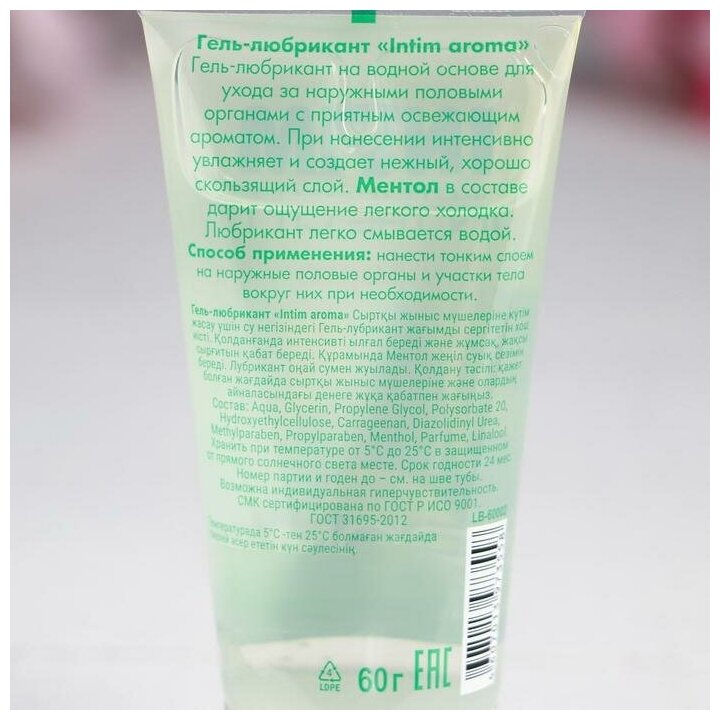 Гель-любрикант «Intim aroma»
Гель-любрикант на водной основе для
ухода за наружными половыми
органами с приятным освежающим
ароматом. При нанесении интенсивно
увлажняет и создает нежный, хорошо
скользящий слой. Ментол в составе
дарит ощущение легкого холодка.
Любрикант легко смывается водой.
Способ применения: нанести тонким слоем
на наружные половые органы и участки тела
вокруг них при необходимости.
Гель-любрикант «Intim aroma» Сыртқы жыныс мүшелеріне күтім
жасау үшін су негізіндегі Гель-лубрикант жағымды сергітетін хош
иісті. Қолданғанда интенсивті ылғал береді және жұмсақ, жақсы
сырғитын қабат береді. Құрамында Ментол жеңіл суық сезімін
береді. Лубрикант оңай сумен жуылады. Қолдану тәсілі: қажет
болған жағдайда сыртқы жыныс мүшелеріне және олардың
айналасындағы денеге жұқа қабатпен жағыңыз.
Состав: Aqua, Glycerin, Propylene Glycol, Polysorbate 20,
Hydroxyethylcellulose, Carrageenan, Diazolidinyl Urea,
Methylparaben, Propylparaben, Menthol, Parfume, Linalool.
Хранить при температуре от 5°С до 25°С в защищенном
от прямого солнечного света месте. Срок годности 24 мес.
Номер партии и годен до – см. на шве тубы.
Возможна индивидуальная гиперчувствительность.
СМК сертифицирована по ГОСТ Р ИСО 9001.
ГОСТ 31695-2012
Температурада 5°С -тен 25°С болмаған жағдайда
әсер ететін күн сәулесінің.
4
LDPE
60 г
EAC